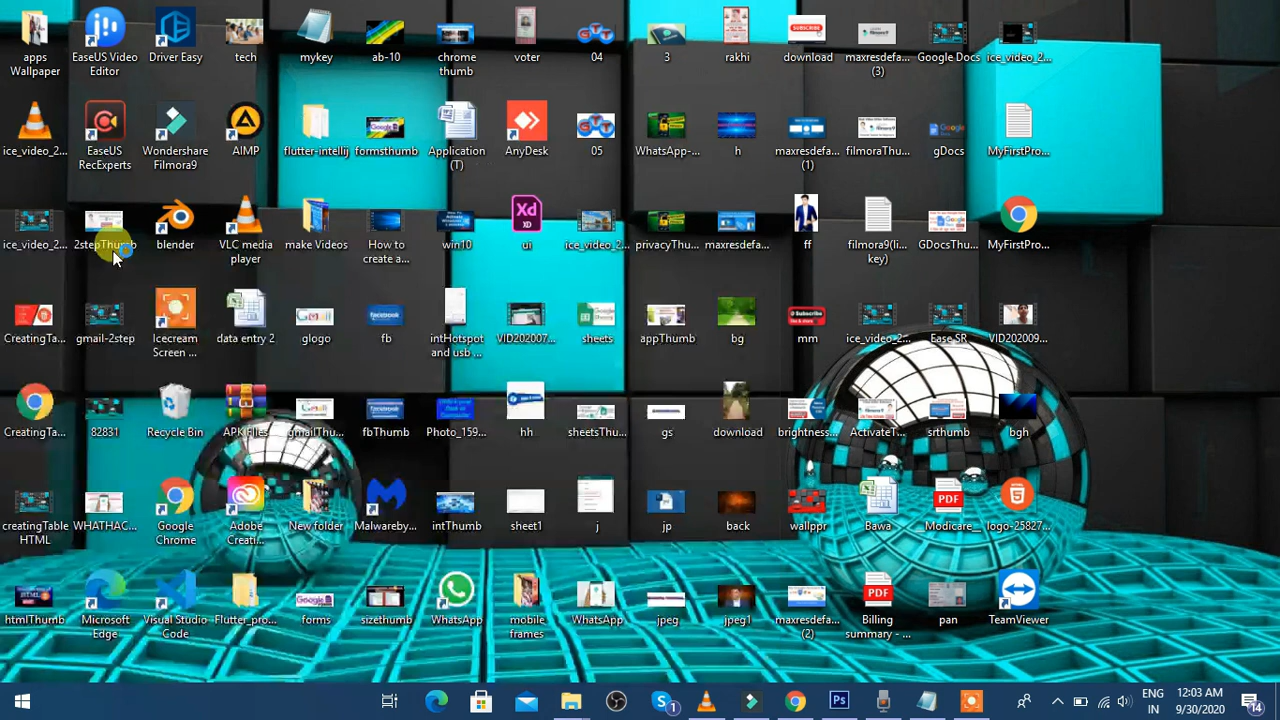 apps
Wallpaper
EaseUS Video
Editor
Driver Easy
tech
mykey
ab-10
chrome
thumb
voter
04
3
rakhi
download
maxresdefa...
(3)
Google Docs
ice_video_2...
ice_video_2...
EaseUS
RecExperts
Wondershare
Filmora9
AIMP
flutter-intellij
formsthumb
Application
(T)
AnyDesk
05
WhatsApp-...
h
maxresdefa...
(1)
filmoraThu...
gDocs
MyFirstPro...
ice_video_2...
2stepThumb
blender
VLC media
player
make Videos
How to
create a...
win10
ui
ice_video_2...
privacyThu...
maxresdefa...
ff
filmora9(li...
key)
GDocsThu...
MyFirstPro...
CreatingTa...
gmail-2step
Icecream
Screen ...
data entry 2
glogo
fb
intHotspot
and usb ...
VID202007...
sheets
appThumb
bg
mm
ice_video_2...
Ease SR
VID202009...
CreatingTa...
Recycle Bin
APK Files
gmailThu...
fbThumb
Photo_159...
hh
sheetsThu...
gs
download
brightness...
ActivateT...
srthumb
bgh
creatingTable
HTML
WHATHAC...
Google
Chrome
Adobe
Creati...
New folder
Malwareby...
intThumb
sheet1
j
jp
back
wallppr
Bawa
Modicare_...
logo-25827...
htmlThumb
Microsoft
Edge
Visual Studio
Code
Flutter_pro...
forms
sizethumb
WhatsApp
mobile
frames
WhatsApp
jpeg
jpeg1
maxresdefa...
(2)
Billing
summary - ...
pan
TeamViewer
ENG
IN
12:03 AM
9/30/2020